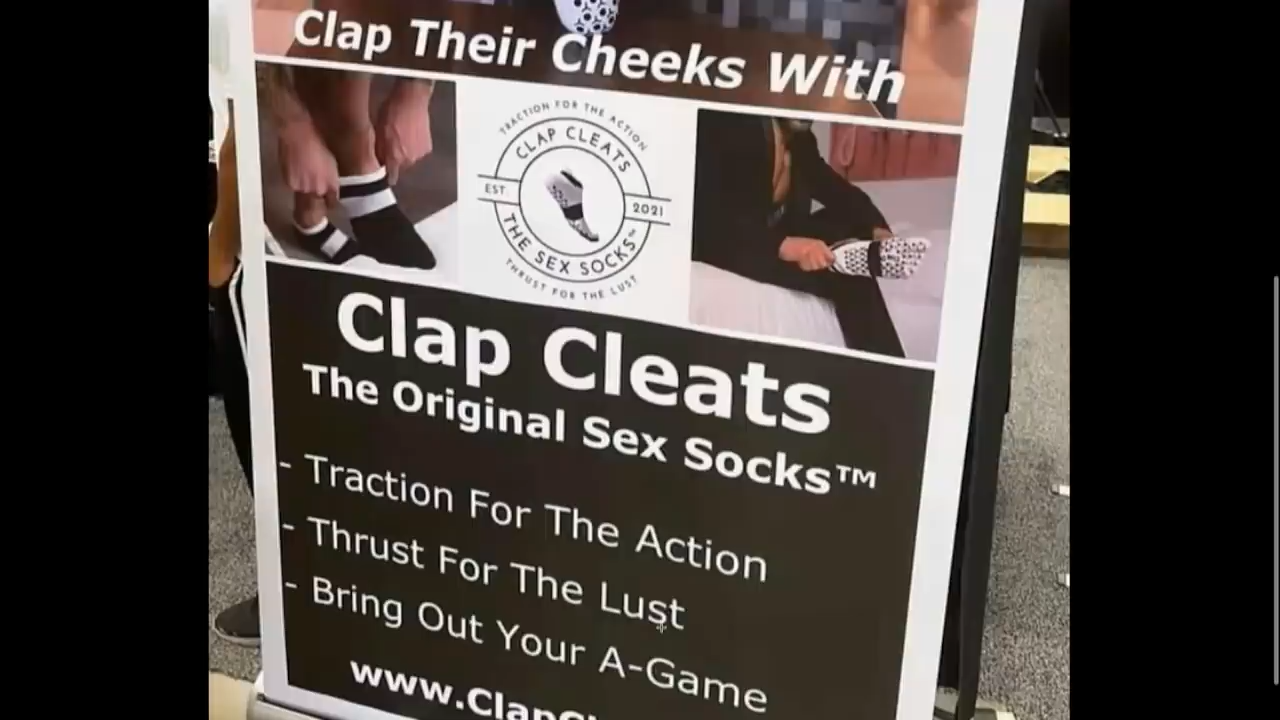 Clap Their Cheeks With
TRACTION FOR THE ACTION
CLAP CLEATS
EST. 2021
THE SEX SOCKS™
THRUST FOR THE LUST
Clap Cleats
The Original Sex Socks™
- Traction For The Action
- Thrust For The Lust
- Bring Out Your A-Game